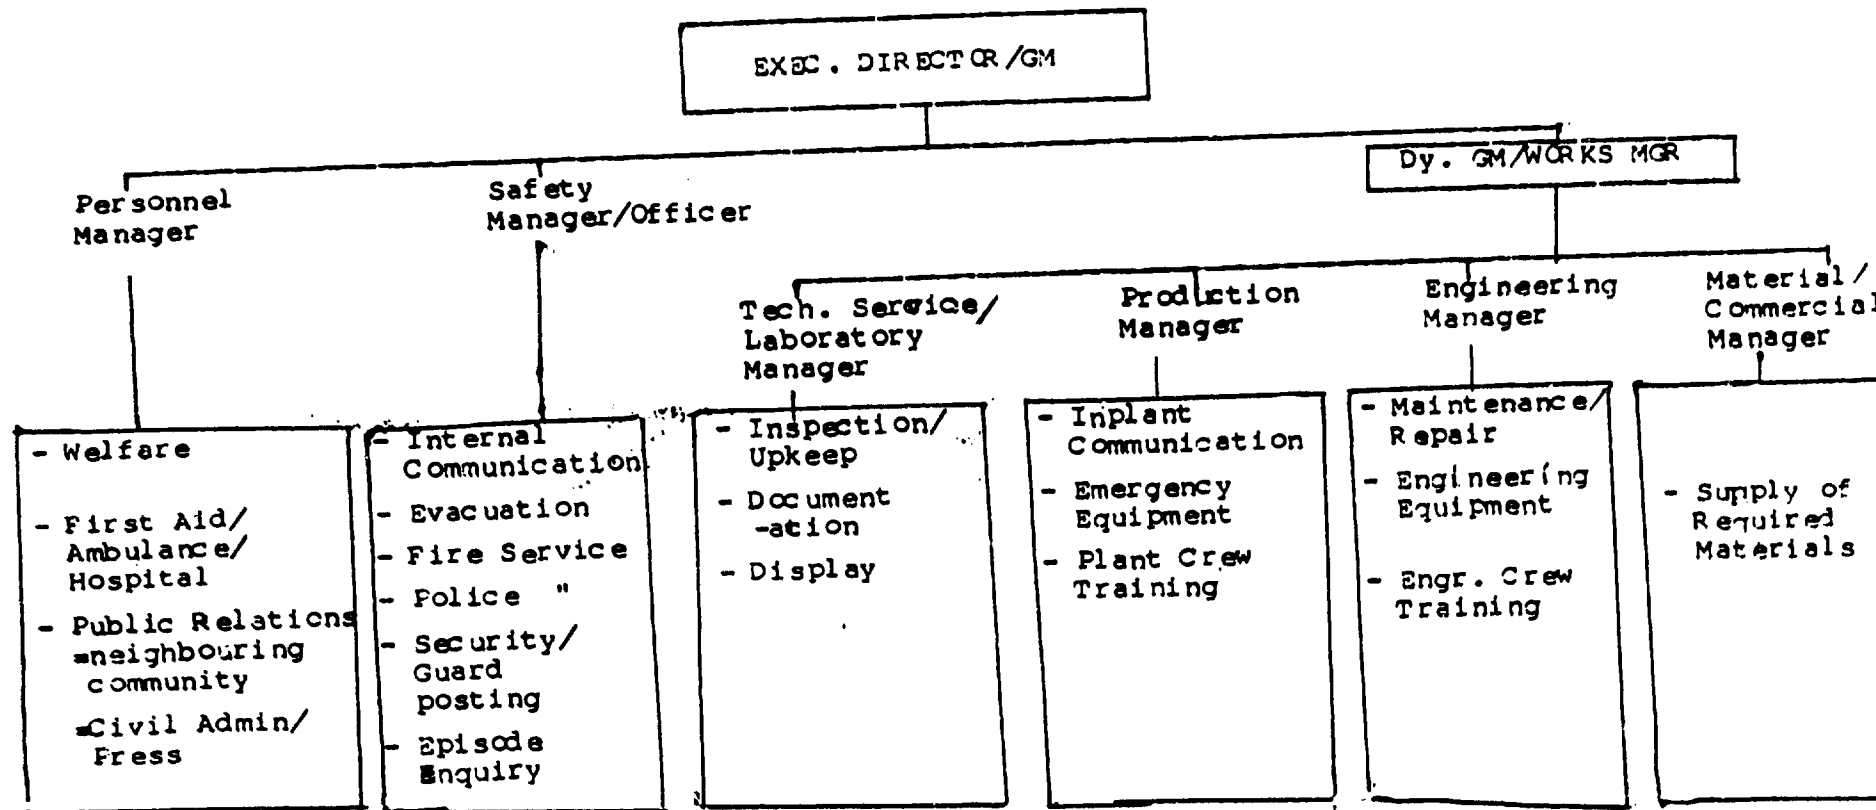 EXEC. DIRECTOR/GM
Dy. GM/WORKS MGR
Personnel
Manager
Safety
Manager/Officer
Tech. Service/
Laboratory
Manager
Production
Manager
Engineering
Manager
Material/
Commercial
Manager
- Welfare
- First Aid/
Ambulance/
Hospital
- Public Relations
=neighbouring
community
=Civil Admin/
Press
- Internal
Communication
- Evacuation
- Fire Service
- Police "
- Security/
Guard
posting
- Episode
Enquiry
- Inspection/
Upkeep
- Document
-ation
- Display
- Inplant
Communication
- Emergency
Equipment
- Plant Crew
Training
- Maintenance/
Repair
- Engineering
Equipment
- Engr. Crew
Training
- Supply of
Required
Materials